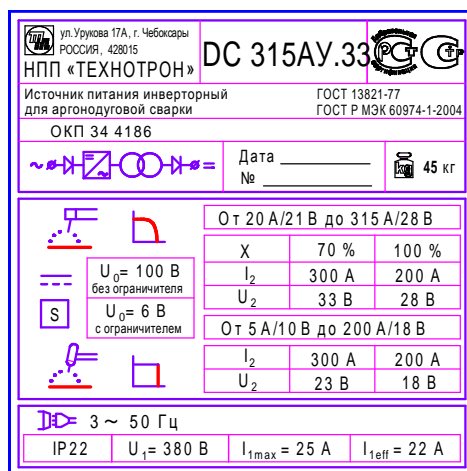 ул. Урукова 17А, г. Чебоксары
РОССИЯ, 428015
НПП «ТЕХНОТРОН»
DC 315АУ.33
Источник питания инверторный
для аргонодуговой сварки
ГОСТ 13821-77
ГОСТ Р МЭК 60974-1-2004
ОКП 34 4186
Дата
№
kg
45 кг
От 20 А/21 В до 315 А/28 В
X 70 % 100 %
I2 300 А 200 А
U2 33 В 28 В
U0= 100 В
без ограничителя
S
U0= 6 В
с ограничителем
От 5 А/10 В до 200 А/18 В
I2 300 А 200 А
U2 23 В 18 В
3 ~ 50 Гц
IP22 U1= 380 В I1max = 25 А I1eff = 22 А